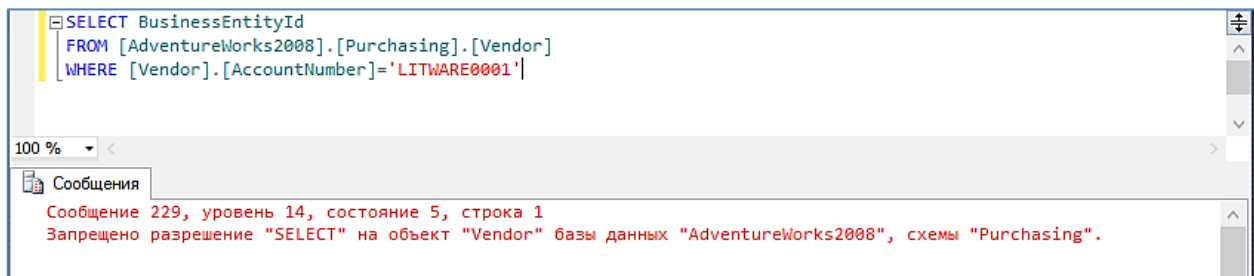 SELECT BusinessEntityId
FROM [AdventureWorks2008].[Purchasing].[Vendor]
WHERE [Vendor].[AccountNumber]='LITWARE0001'
100 %
Сообщения
Сообщение 229, уровень 14, состояние 5, строка 1
Запрещено разрешение "SELECT" на объект "Vendor" базы данных "AdventureWorks2008", схемы "Purchasing".